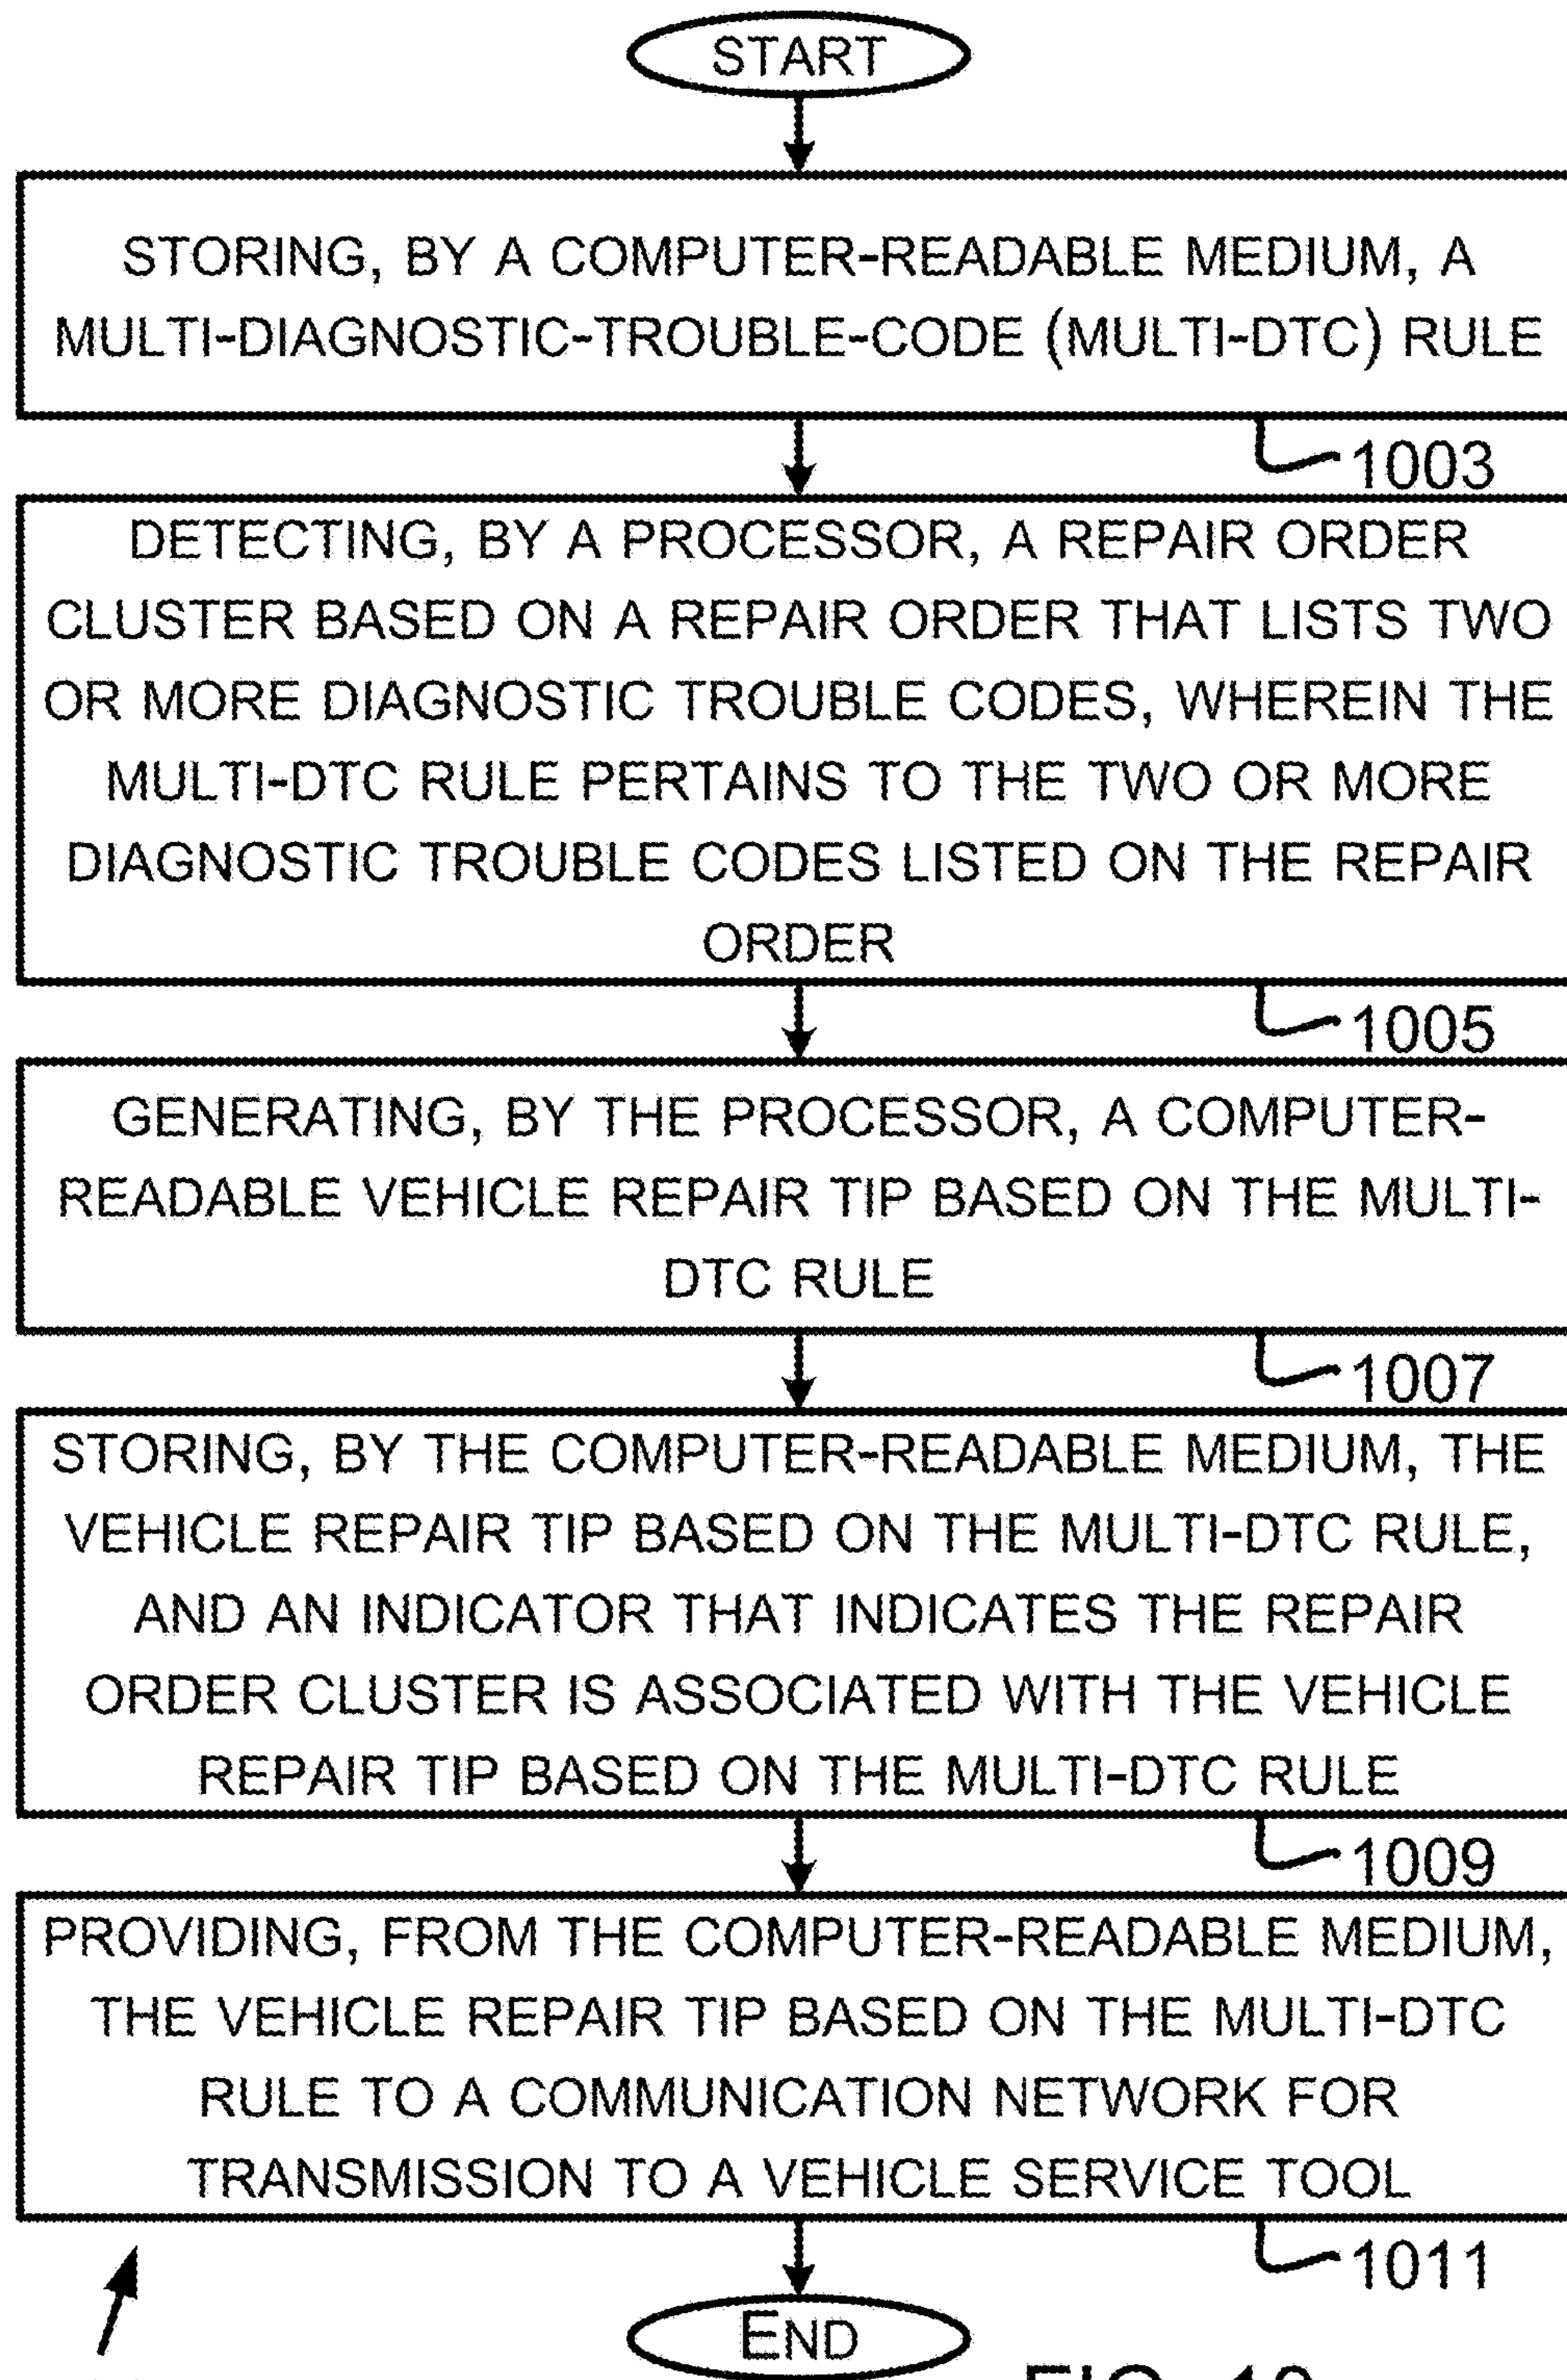 START
STORING, BY A COMPUTER-READABLE MEDIUM, A
MULTI-DIAGNOSTIC-TROUBLE-CODE (MULTI-DTC) RULE
1003
DETECTING, BY A PROCESSOR, A REPAIR ORDER
CLUSTER BASED ON A REPAIR ORDER THAT LISTS TWO
OR MORE DIAGNOSTIC TROUBLE CODES, WHEREIN THE
MULTI-DTC RULE PERTAINS TO THE TWO OR MORE
DIAGNOSTIC TROUBLE CODES LISTED ON THE REPAIR
ORDER
1005
GENERATING, BY THE PROCESSOR, A COMPUTER-
READABLE VEHICLE REPAIR TIP BASED ON THE MULTI-
DTC RULE
1007
STORING, BY THE COMPUTER-READABLE MEDIUM, THE
VEHICLE REPAIR TIP BASED ON THE MULTI-DTC RULE,
AND AN INDICATOR THAT INDICATES THE REPAIR
ORDER CLUSTER IS ASSOCIATED WITH THE VEHICLE
REPAIR TIP BASED ON THE MULTI-DTC RULE
1009
PROVIDING, FROM THE COMPUTER-READABLE MEDIUM,
THE VEHICLE REPAIR TIP BASED ON THE MULTI-DTC
RULE TO A COMMUNICATION NETWORK FOR
TRANSMISSION TO A VEHICLE SERVICE TOOL
1011
END